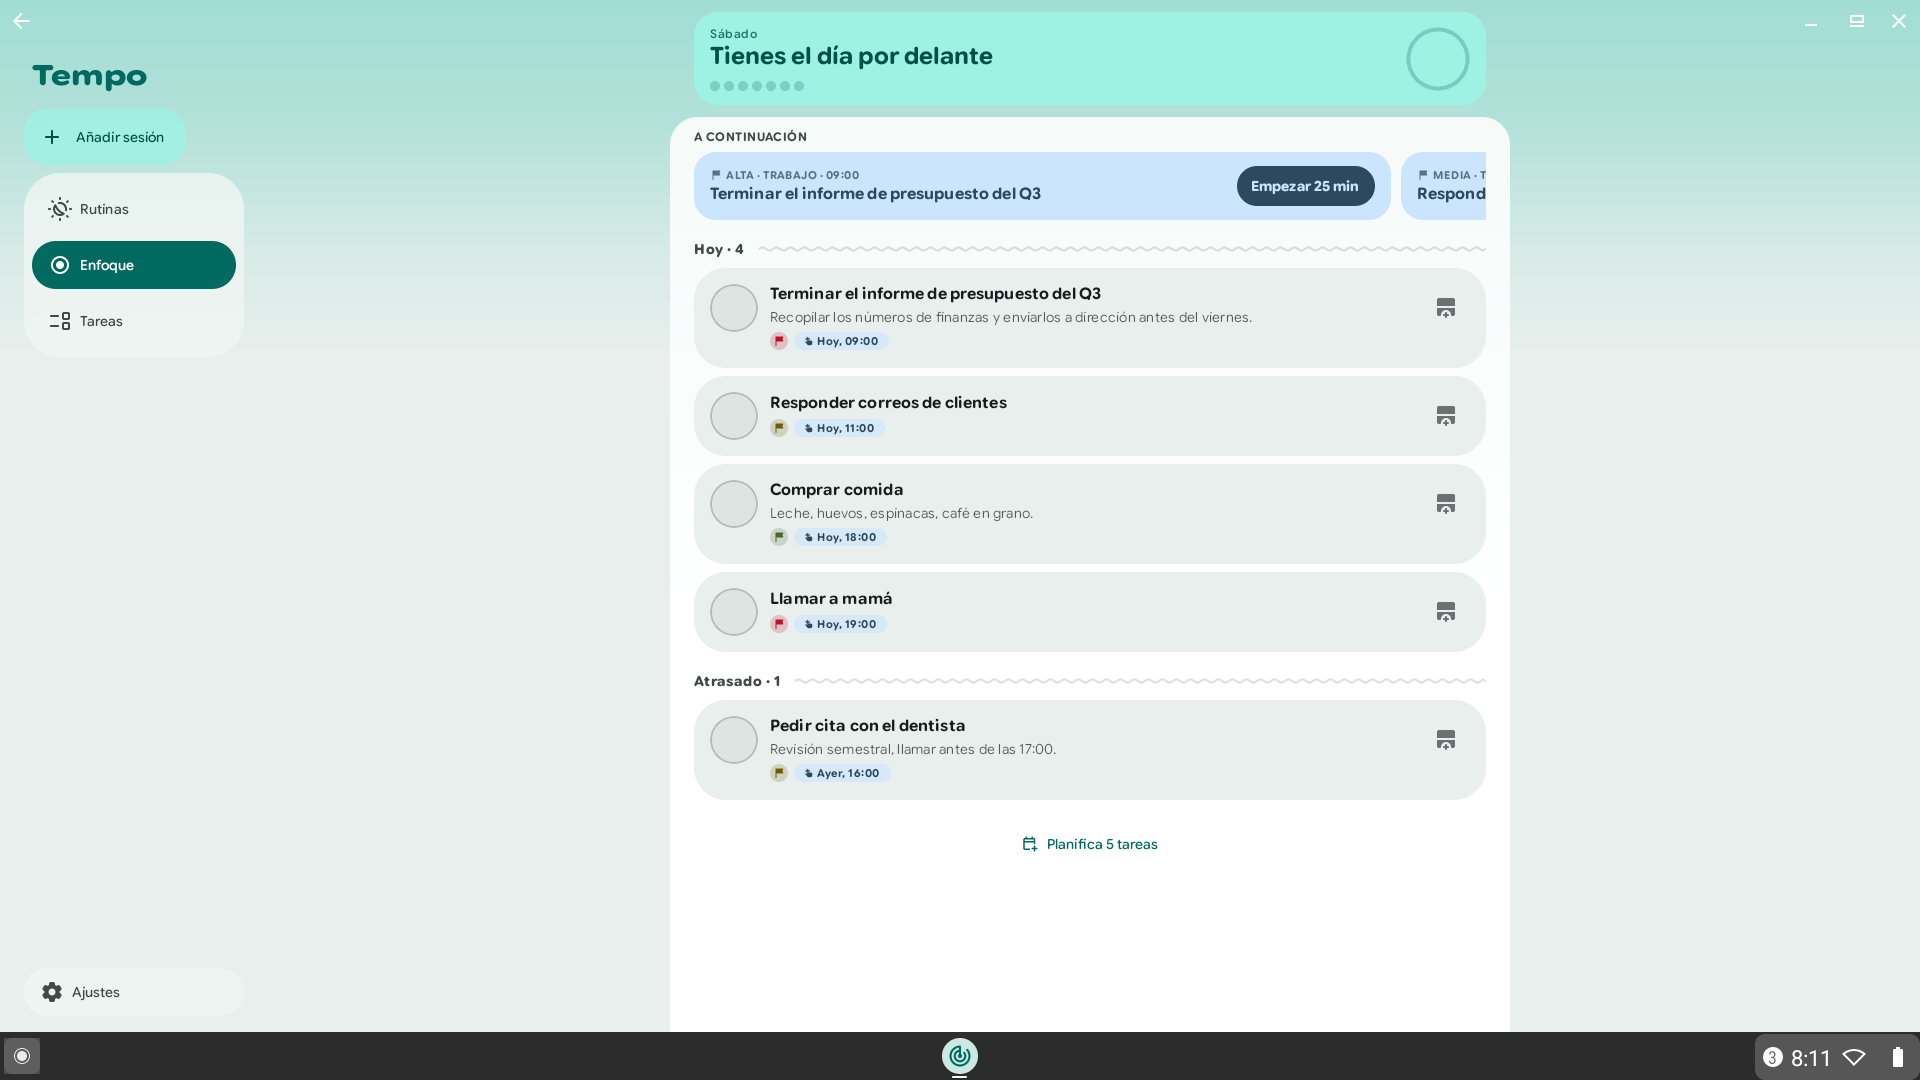 Sábado
Tienes el día por delante
Tempo
Añadir sesión
Rutinas
Enfoque
Tareas
Ajustes
A CONTINUACIÓN
ALTA · TRABAJO · 09:00
Terminar el informe de presupuesto del Q3
Empezar 25 min
MEDIA · T
Respond
Hoy · 4
Terminar el informe de presupuesto del Q3
Recopilar los números de finanzas y enviarlos a dirección antes del viernes.
Hoy, 09:00
Responder correos de clientes
Hoy, 11:00
Comprar comida
Leche, huevos, espinacas, café en grano.
Hoy, 18:00
Llamar a mamá
Hoy, 19:00
Atrasado · 1
Pedir cita con el dentista
Revisión semestral, llamar antes de las 17:00.
Ayer, 16:00
Planifica 5 tareas
3 8:11